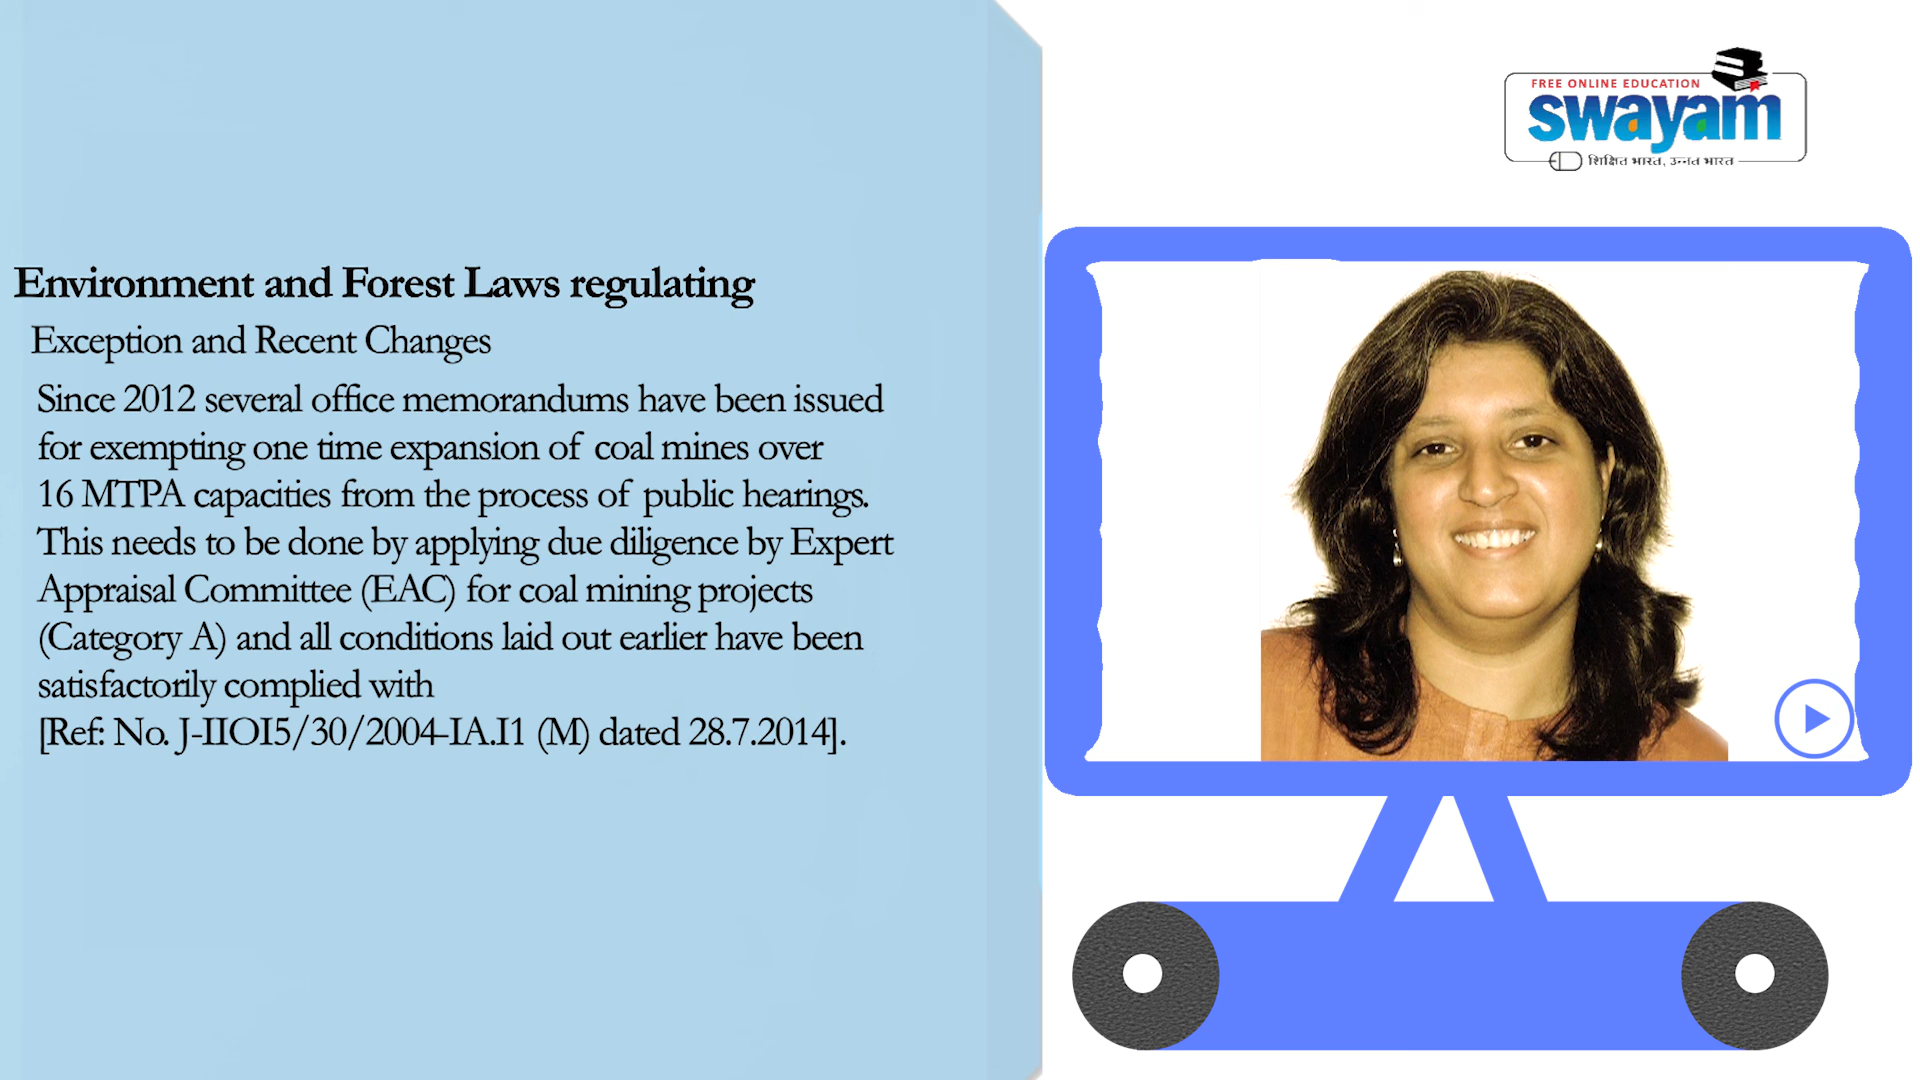 Environment and Forest Laws regulating
Exception and Recent Changes
Since 2012 several office memorandums have been issued
for exempting one time expansion of coal mines over
16 MTPA capacities from the process of public hearings.
This needs to be done by applying due diligence by Expert
Appraisal Committee (EAC) for coal mining projects
(Category A) and all conditions laid out earlier have been
satisfactorily complied with
[Ref: No. J-IIOI5/30/2004-IA.I1 (M) dated 28.7.2014].
FREE ONLINE EDUCATION
swayam
शिक्षित भारत, उन्नत भारत